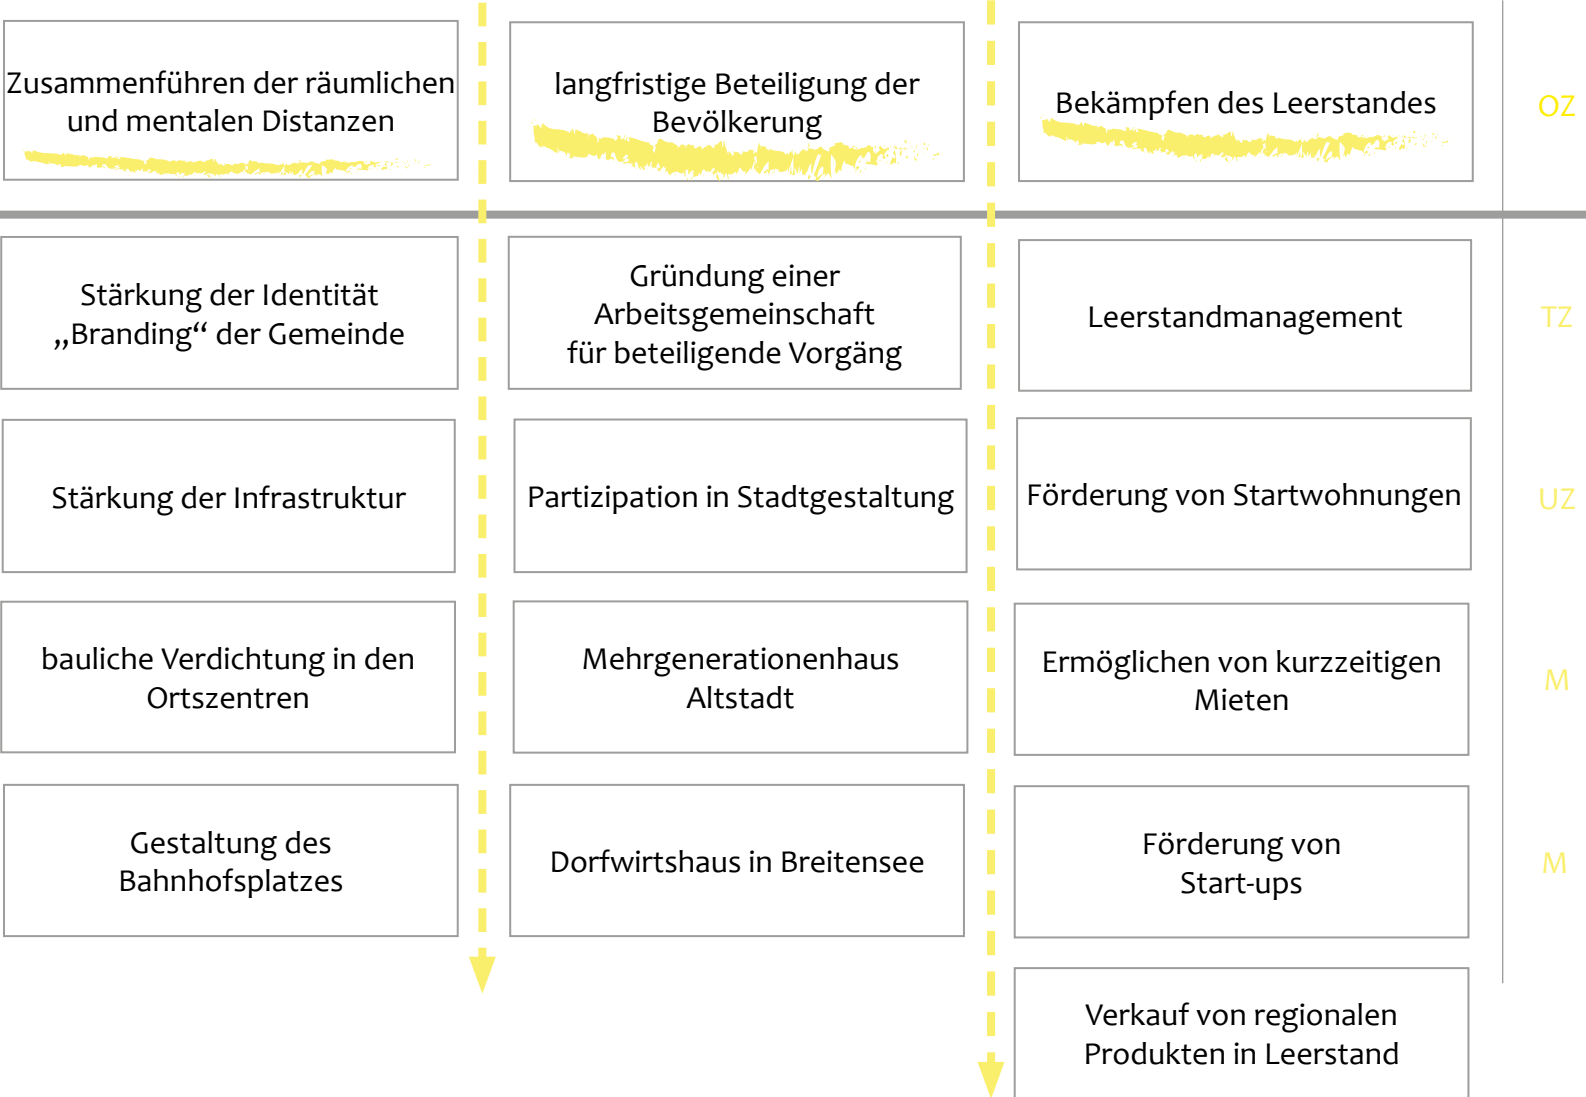 Zusammenführen der räumlichen
und mentalen Distanzen
langfristige Beteiligung der
Bevölkerung
Bekämpfen des Leerstandes
OZ
Stärkung der Identität
„Branding“ der Gemeinde
Gründung einer
Arbeitsgemeinschaft
für beteiligende Vorgäng
Leerstandmanagement
TZ
Stärkung der Infrastruktur
Partizipation in Stadtgestaltung
Förderung von Startwohnungen
UZ
bauliche Verdichtung in den
Ortszentren
Mehrgenerationenhaus
Altstadt
Ermöglichen von kurzzeitigen
Mieten
M
Gestaltung des
Bahnhofsplatzes
Dorfwirtshaus in Breitensee
Förderung von
Start-ups
M
Verkauf von regionalen
Produkten in Leerstand